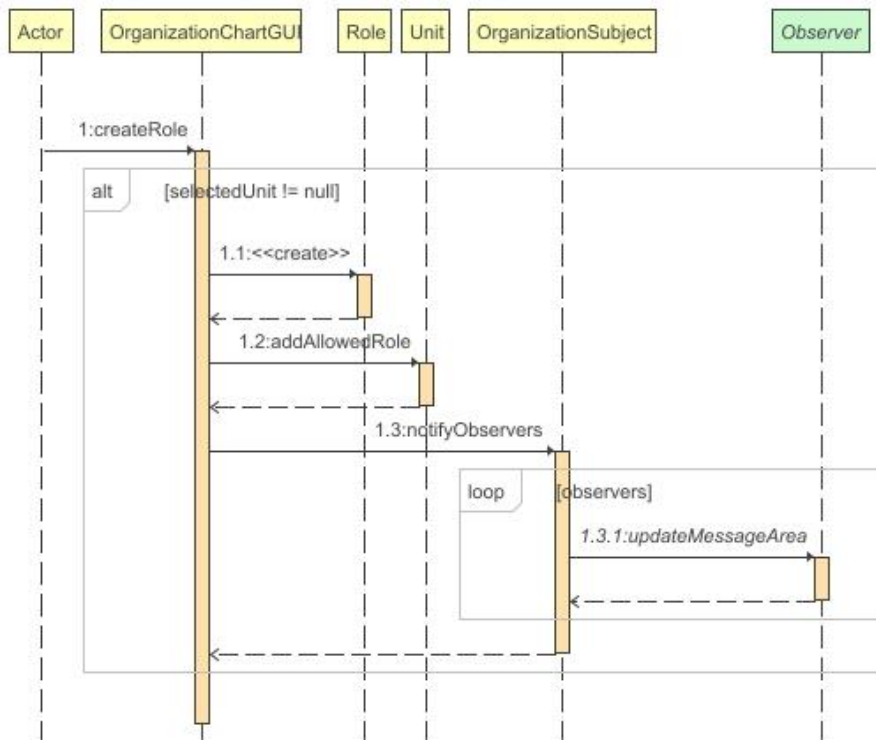 Actor
OrganizationChartGUI
Role
Unit
OrganizationSubject
Observer
1:createRole
alt
[selectedUnit != null]
1.1:<<create>>
1.2:addAllowedRole
1.3:notifyObservers
loop
[observers]
1.3.1:updateMessageArea